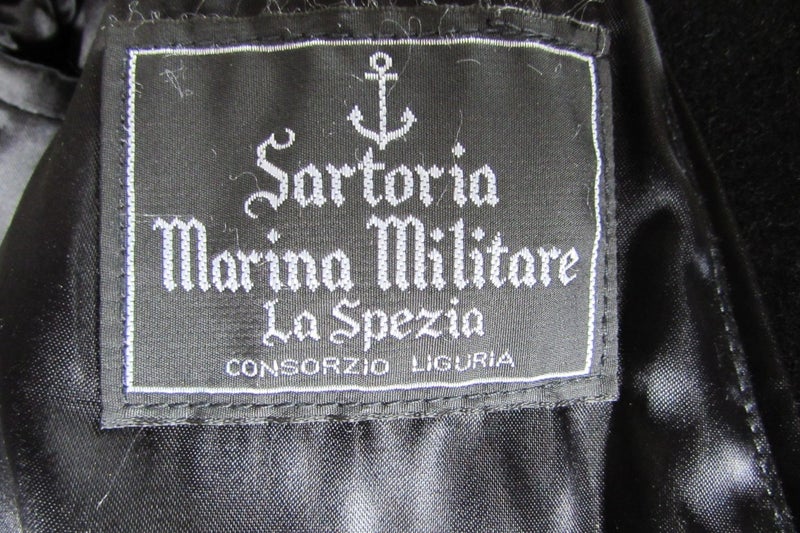 Sartoria
Marina Militare
La Spezia
CONSORZIO LIGURIA